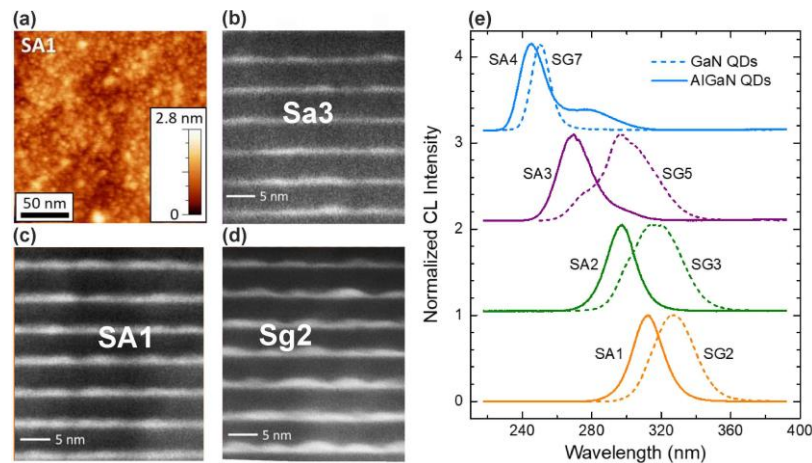 (a)
SA1
2.8 nm
0
50 nm
(b)
Sa3
5 nm
(c)
SA1
5 nm
(d)
Sg2
5 nm
(e)
Normalized CL Intensity
4
3
2
1
0
SA4
SG7
GaN QDs
AlGaN QDs
SA3
SG5
SA2
SG3
SA1
SG2
240 280 320 360 400
Wavelength (nm)